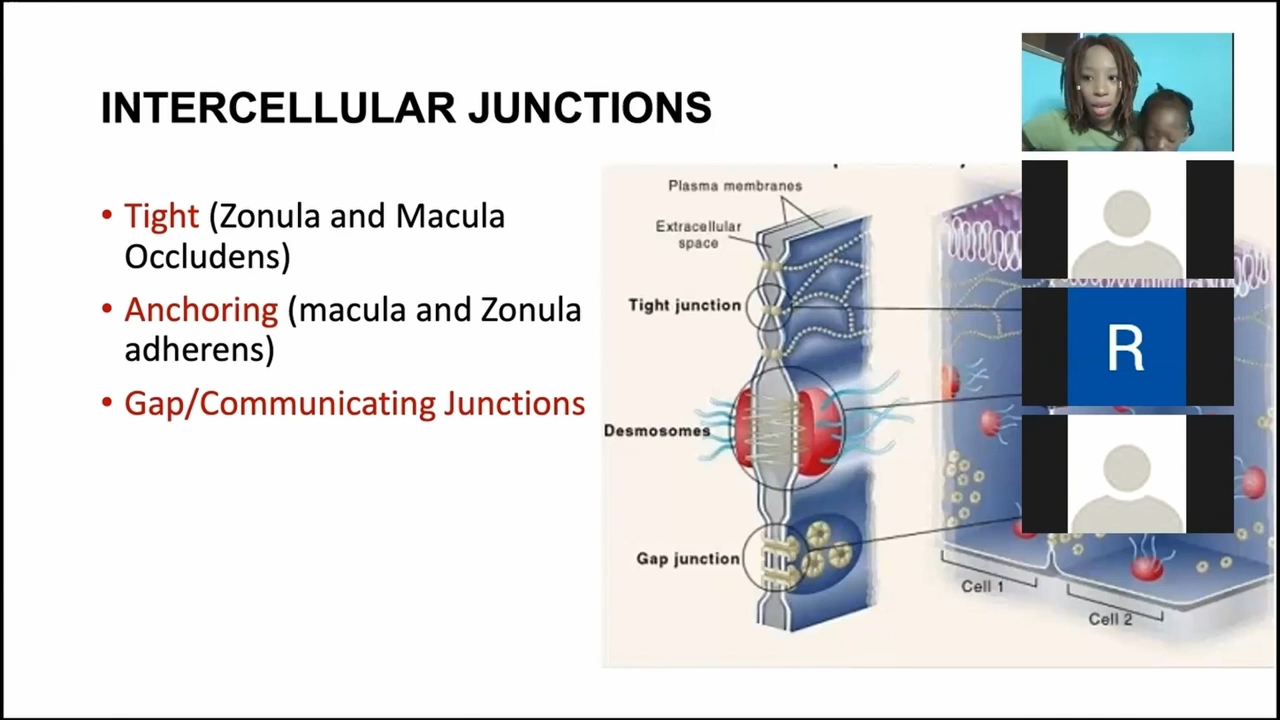 INTERCELLULAR JUNCTIONS
• Tight (Zonula and Macula
Occludens)
• Anchoring (macula and Zonula
adherens)
• Gap/Communicating Junctions
Plasma membranes
Extracellular
space
Tight junction
Desmosomes
Gap junction
Cell 1
Cell 2
R